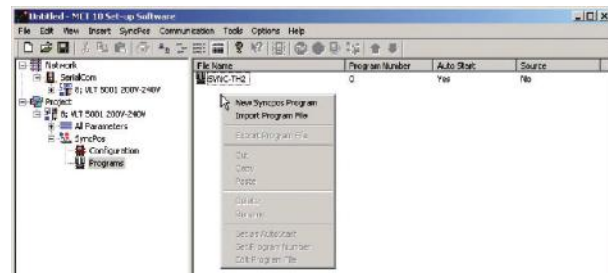 Untitled - MCT 10 Set-up Software
File Edit View Insert SyncPos Communication Tools Options Help
Network
SerialCom
8; VLT 5001 200V-240V
Project
8; VLT 5001 200V-240V
All Parameters
SyncPos
Configuration
Programs
File Name Program Number Auto Start Source
SYNC-TH2 0 Yes No
New Syncpos Program
Import Program File
Export Program File
Cut
Copy
Paste
Delete
Rename
Set as AutoStart
Set Program Number
Edit Program File